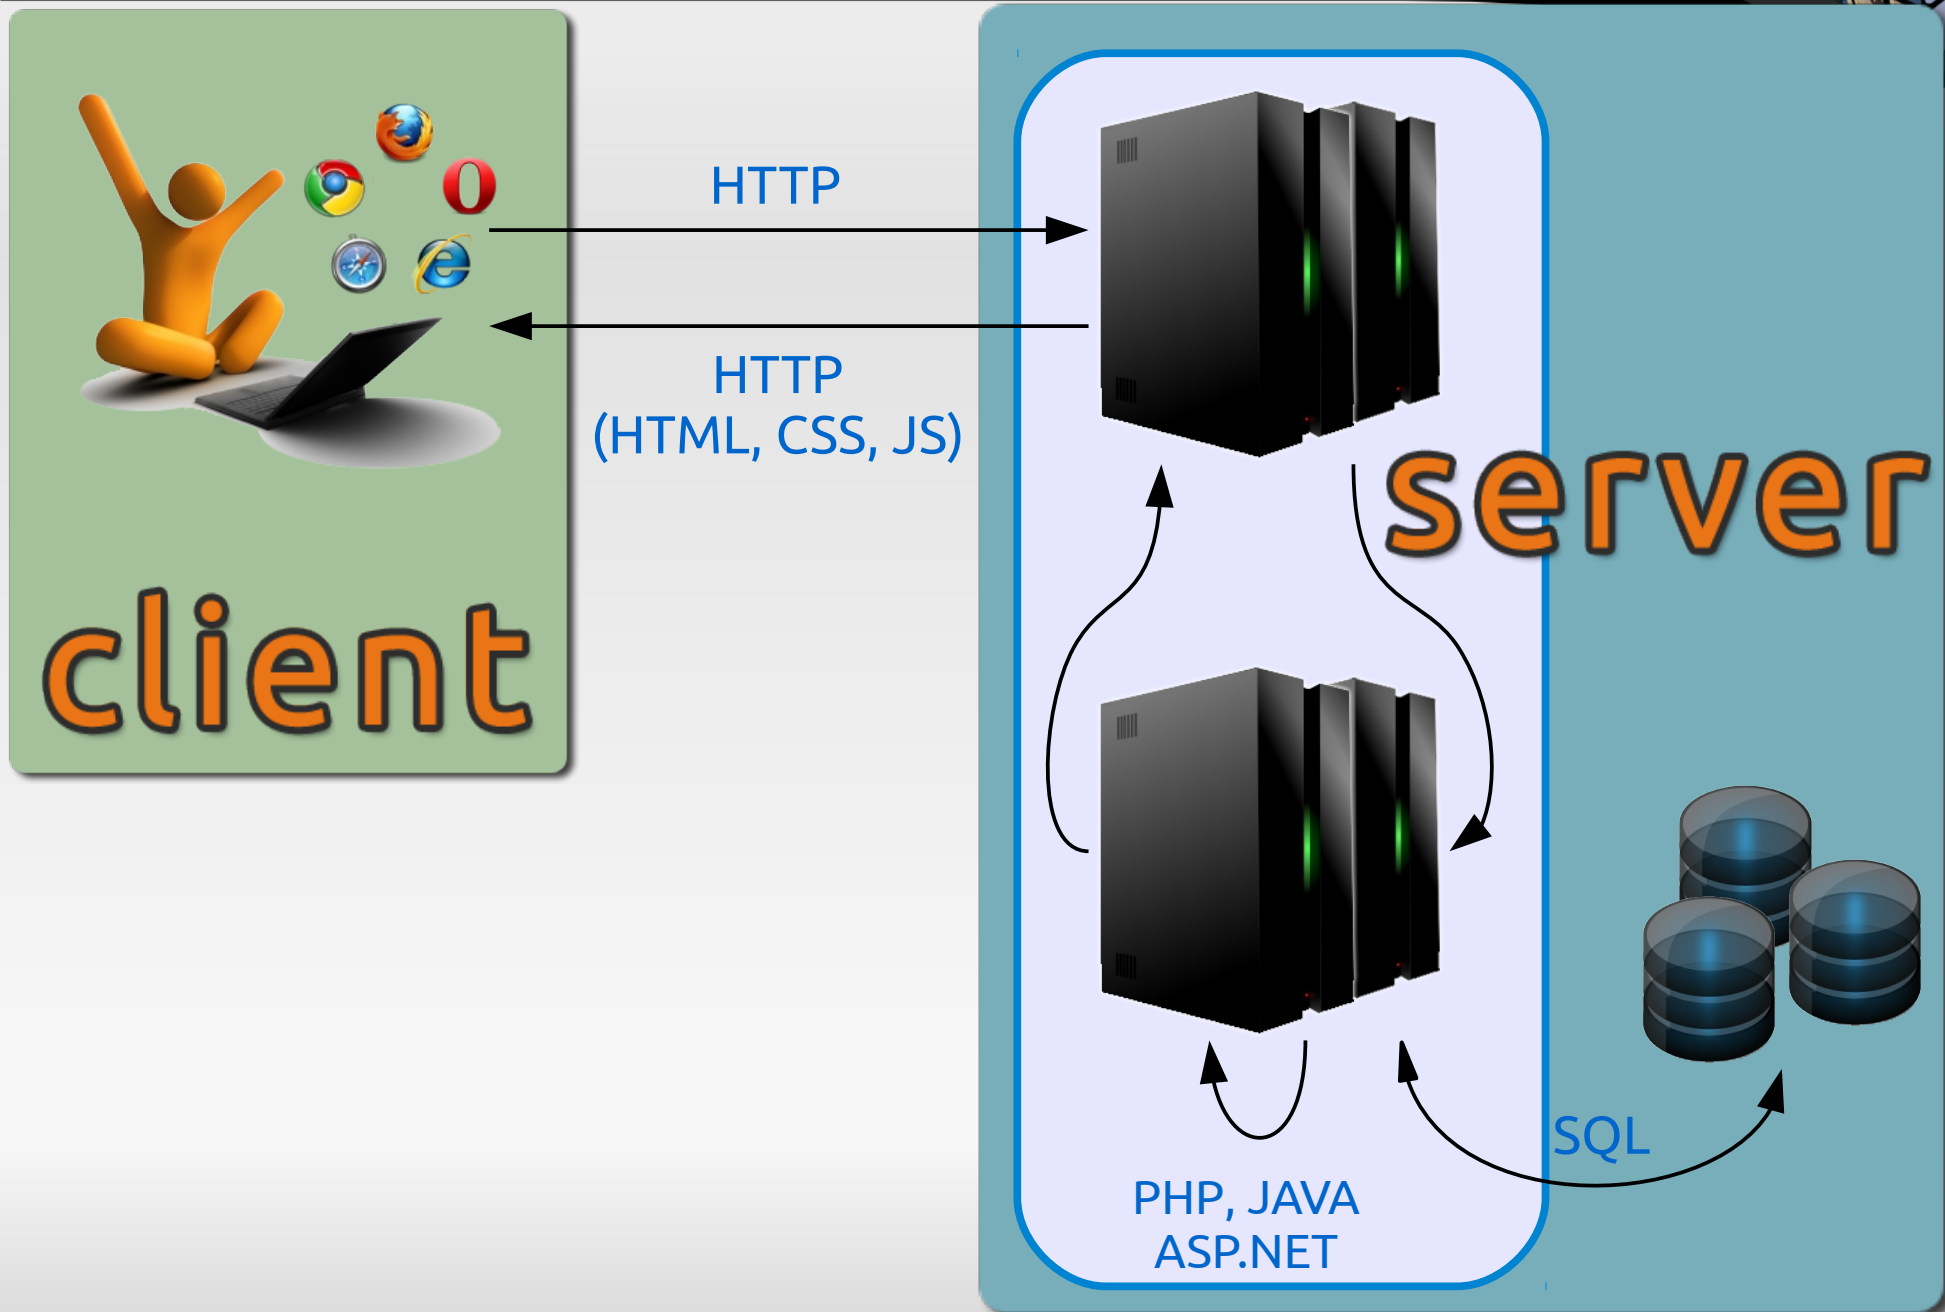 HTTP
HTTP
(HTML, CSS, JS)
client
server
SQL
PHP, JAVA
ASP.NET